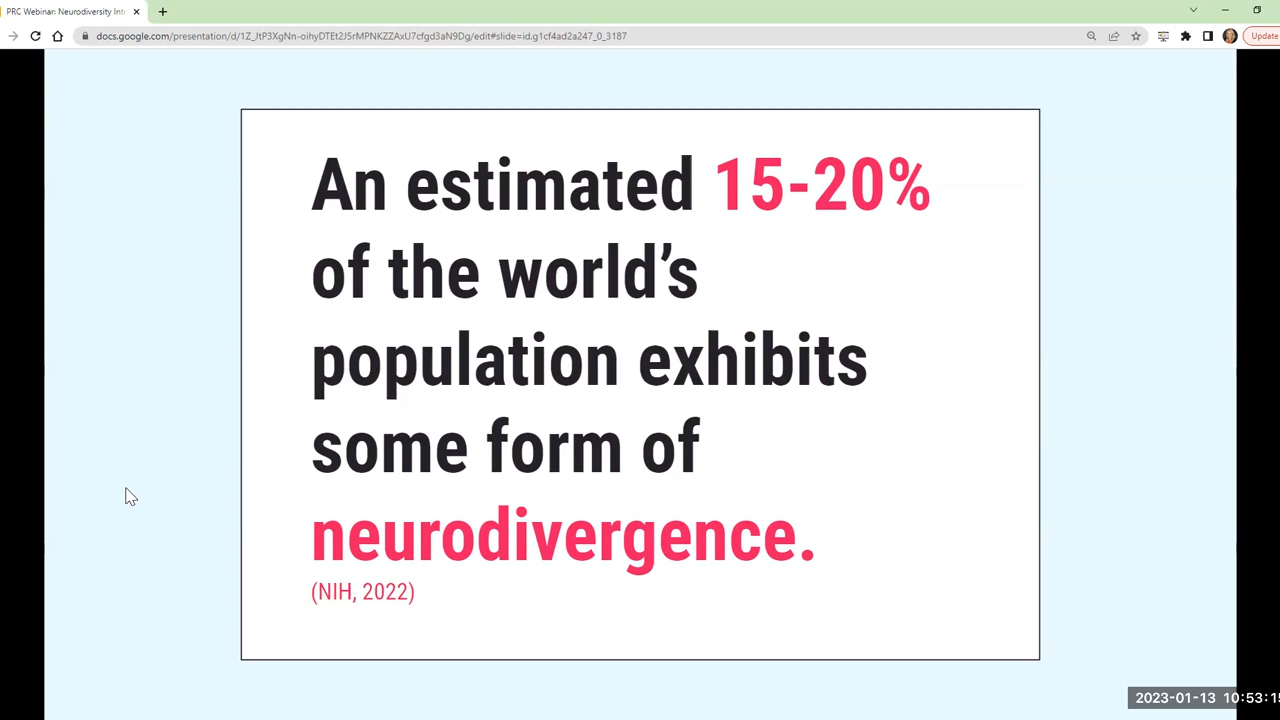 PRC Webinar: Neurodiversity Int
docs.google.com/presentation/d/1Z_JtP3XgNn-oihyDTEt2J5rMPNKZZAxU7cfgd3aN9Dg/edit#slide=id.g1cf4ad2a247_0_3187
Update
An estimated 15-20%
of the world’s
population exhibits
some form of
neurodivergence.
(NIH, 2022)
2023-01-13 10:53:15